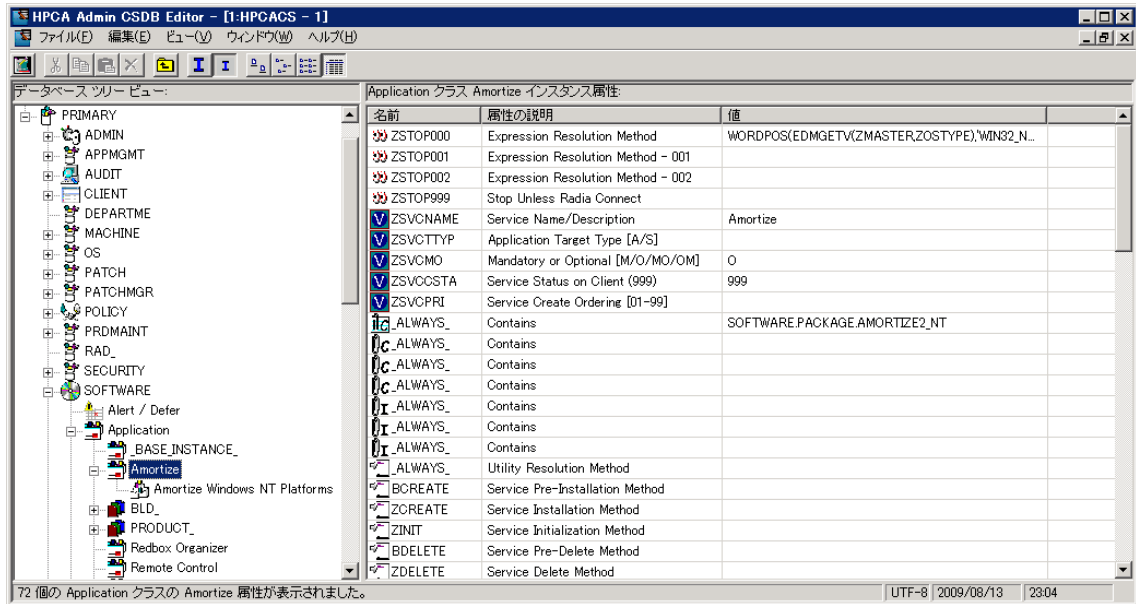 HPCA Admin CSDB Editor - [1:HPCACS - 1]
ファイル(F) 編集(E) ビュー(V) ウィンドウ(W) ヘルプ(H)
データベース ツリー ビュー:
PRIMARY
ADMIN
APPMGMT
AUDIT
CLIENT
DEPARTME
MACHINE
OS
PATCH
PATCHMGR
POLICY
PRDMAINT
RAD_
SECURITY
SOFTWARE
Alert / Defer
Application
_BASE_INSTANCE_
Amortize
Amortize Windows NT Platforms
BLD_
PRODUCT_
Redbox Organizer
Remote Control
Application クラス Amortize インスタンス属性:
名前 属性の説明 値
ZSTOP000 Expression Resolution Method WORDPOS(EDMGETV(ZMASTER,ZOSTYPE),'WIN32_N...
ZSTOP001 Expression Resolution Method - 001
ZSTOP002 Expression Resolution Method - 002
ZSTOP999 Stop Unless Radia Connect
V ZSVCNAME Service Name/Description Amortize
V ZSVCTTYP Application Target Type [A/S]
V ZSVCMO Mandatory or Optional [M/O/MO/OM] O
V ZSVCCSTA Service Status on Client (999) 999
V ZSVCPRI Service Create Ordering [01-99]
_ALWAYS_ Contains SOFTWARE.PACKAGE.AMORTIZE2_NT
_ALWAYS_ Contains
_ALWAYS_ Contains
_ALWAYS_ Contains
_ALWAYS_ Contains
_ALWAYS_ Contains
_ALWAYS_ Contains
_ALWAYS_ Utility Resolution Method
BCREATE Service Pre-Installation Method
ZCREATE Service Installation Method
ZINIT Service Initialization Method
BDELETE Service Pre-Delete Method
ZDELETE Service Delete Method
72 個の Application クラスの Amortize 属性が表示されました。 UTF-8 2009/08/13 23:04